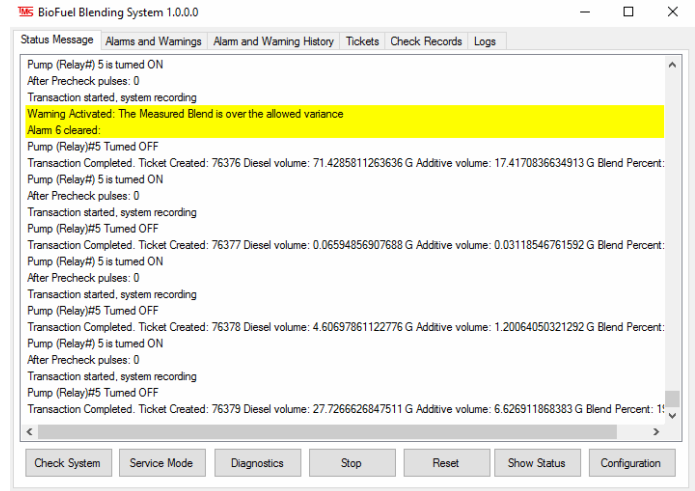 TMS BioFuel Blending System 1.0.0.0
Status Message Alarms and Warnings Alarm and Warning History Tickets Check Records Logs
Pump (Relay#) 5 is turned ON
After Precheck pulses: 0
Transaction started, system recording
Warning Activated: The Measured Blend is over the allowed variance
Alarm 6 cleared:
Pump (Relay)#5 Turned OFF
Transaction Completed. Ticket Created: 76376 Diesel volume: 71.4285811263636 G Additive volume: 17.4170836634913 G Blend Percent:
Pump (Relay#) 5 is turned ON
After Precheck pulses: 0
Transaction started, system recording
Pump (Relay)#5 Turned OFF
Transaction Completed. Ticket Created: 76377 Diesel volume: 0.06594856907688 G Additive volume: 0.03118546761592 G Blend Percent:
Pump (Relay#) 5 is turned ON
After Precheck pulses: 0
Transaction started, system recording
Pump (Relay)#5 Turned OFF
Transaction Completed. Ticket Created: 76378 Diesel volume: 4.60697861122776 G Additive volume: 1.20064050321292 G Blend Percent:
Pump (Relay#) 5 is turned ON
After Precheck pulses: 0
Transaction started, system recording
Pump (Relay)#5 Turned OFF
Transaction Completed. Ticket Created: 76379 Diesel volume: 27.7266626847511 G Additive volume: 6.626911868383 G Blend Percent:
Check System Service Mode Diagnostics Stop Reset Show Status Configuration